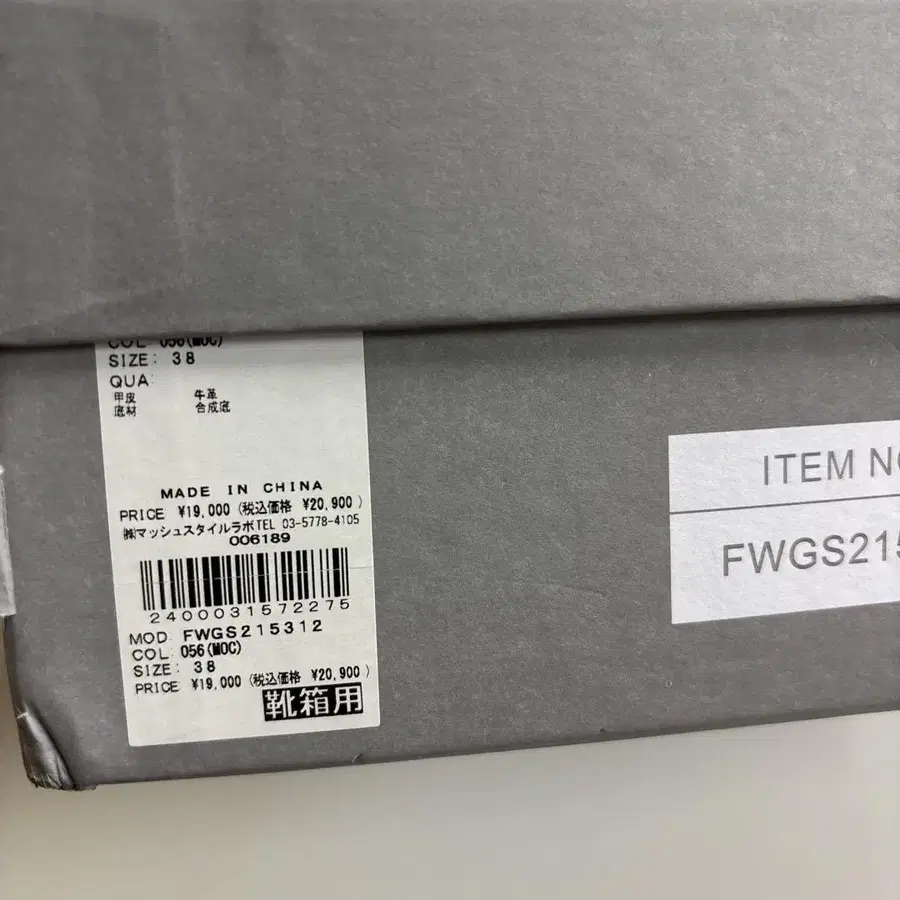 COL: 056(MOC)
SIZE: 38
QUA
甲皮 牛革
底材 合成底
MADE IN CHINA
PRICE ¥19,000 (税込価格 ¥20,900)
㈱マッシュスタイルラボTEL 03-5778-4105
006189
2400031572275
MOD: FWGS215312
COL: 056(MOC)
SIZE: 38
PRICE ¥19,000 (税込価格 ¥20,900)
靴箱用
ITEM NO
FWGS215